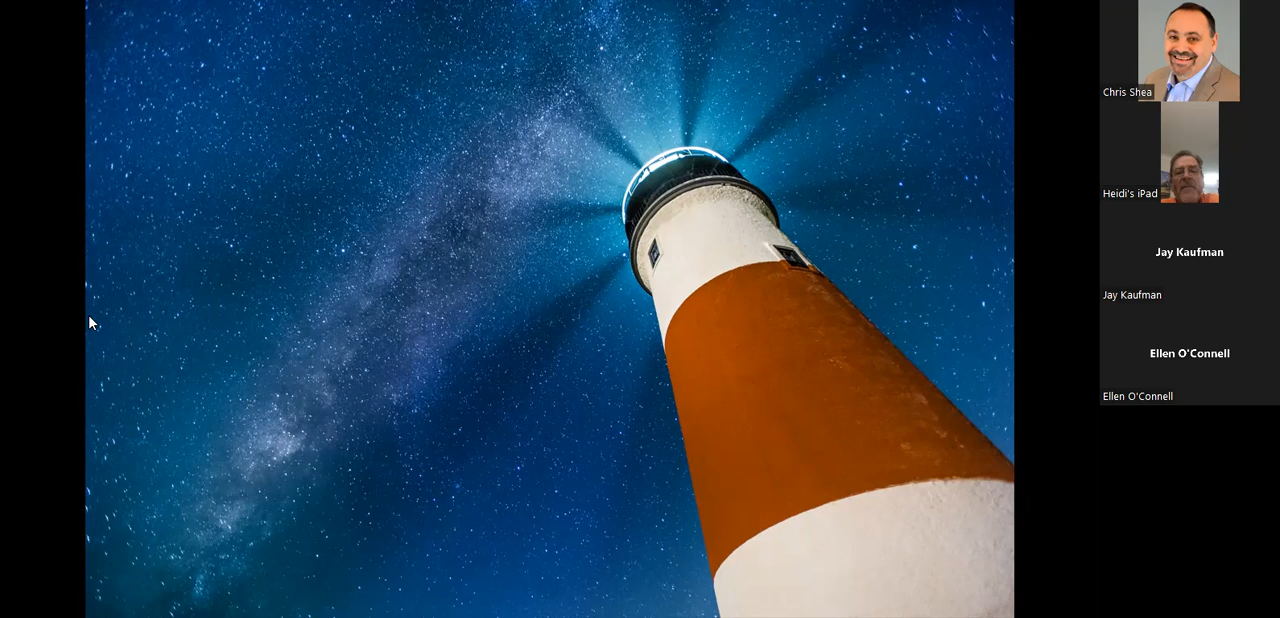 Chris Shea
Heidi's iPad
Jay Kaufman
Jay Kaufman
Ellen O'Connell
Ellen O'Connell